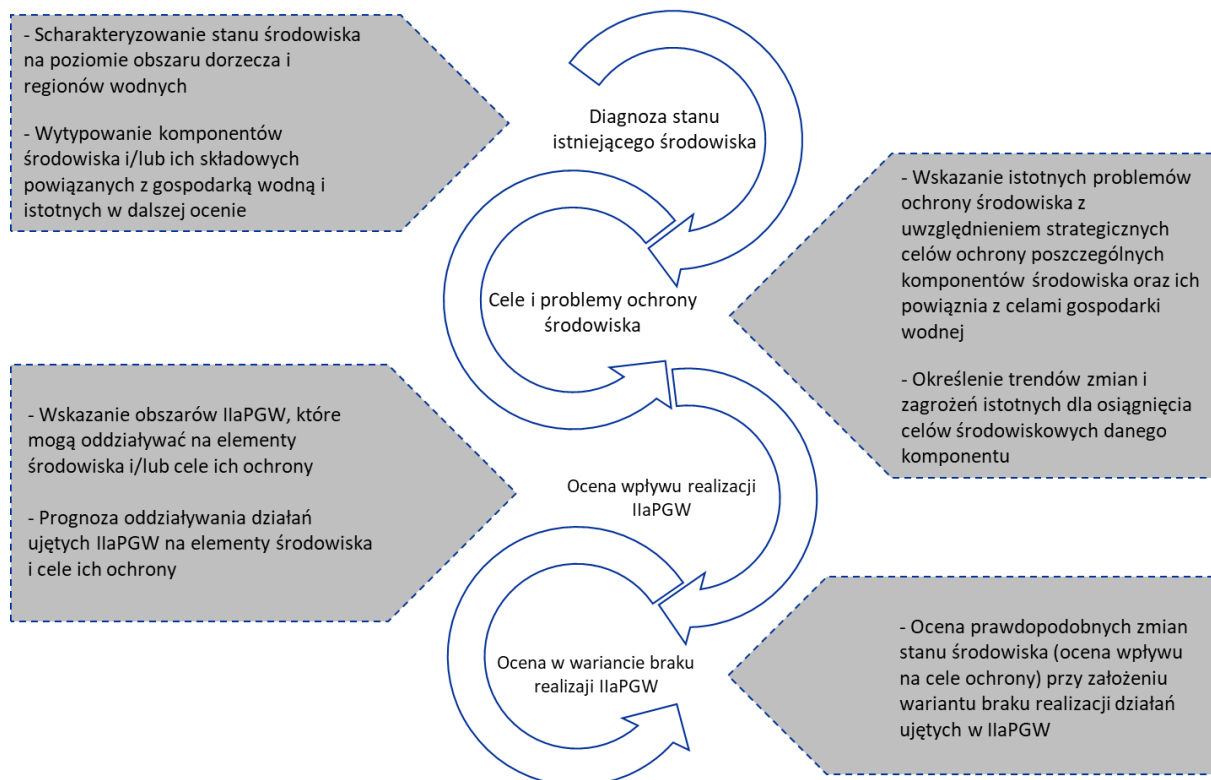 - Scharakteryzowanie stanu środowiska
na poziomie obszaru dorzecza i
regionów wodnych
- Wytypowanie komponentów
środowiska i/lub ich składowych
powiązanych z gospodarką wodną i
istotnych w dalszej ocenie
Diagnoza stanu
istniejącego środowiska
- Wskazanie istotnych problemów
ochrony środowiska z
uwzględnieniem strategicznych
celów ochrony poszczególnych
komponentów środowiska oraz ich
powiąznia z celami gospodarki
wodnej
- Określenie trendów zmian i
zagrożeń istotnych dla osiągnięcia
celów środowiskowych danego
komponentu
Cele i problemy ochrony
środowiska
- Wskazanie obszarów IIaPGW, które
mogą oddziaływać na elementy
środowiska i/lub cele ich ochrony
- Prognoza oddziaływania działań
ujętych IIaPGW na elementy środowiska
i cele ich ochrony
Ocena wpływu realizacji
IIaPGW
Ocena w wariancie braku
realizaji IIaPGW
- Ocena prawdopodobnych zmian
stanu środowiska (ocena wpływu
na cele ochrony) przy założeniu
wariantu braku realizacji działań
ujętych w IIaPGW